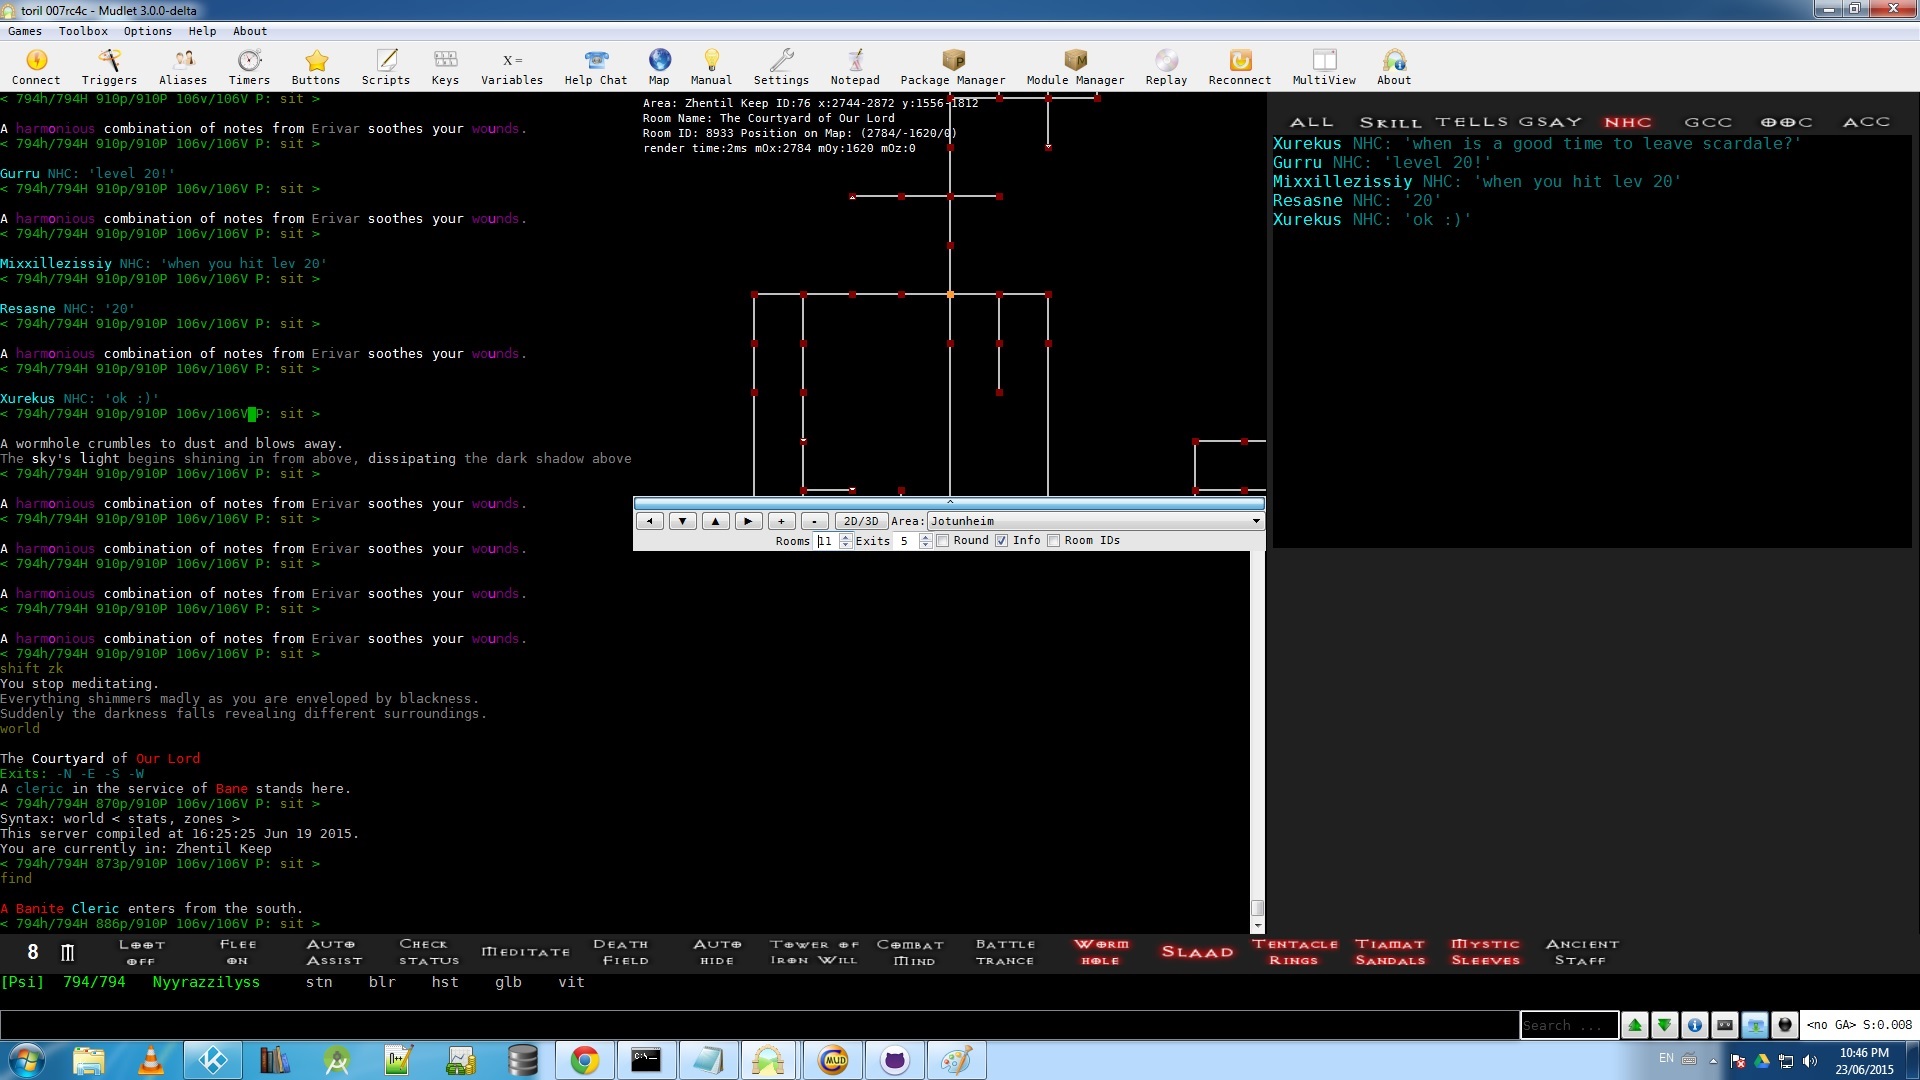 toril 007rc4c - Mudlet 3.0.0-delta
Games Toolbox Options Help About
Connect Triggers Aliases Timers Buttons Scripts Keys X = Variables Help Chat Map Manual Settings Notepad Package Manager Module Manager Replay Reconnect MultiView About
< 794h/794H 910p/910P 106v/106V P: sit >
A harmonious combination of notes from Erivar soothes your wounds.
< 794h/794H 910p/910P 106v/106V P: sit >
Gurru NHC: 'level 20!'
< 794h/794H 910p/910P 106v/106V P: sit >
A harmonious combination of notes from Erivar soothes your wounds.
< 794h/794H 910p/910P 106v/106V P: sit >
Mixxillezissiy NHC: 'when you hit lev 20'
< 794h/794H 910p/910P 106v/106V P: sit >
Resasne NHC: '20'
< 794h/794H 910p/910P 106v/106V P: sit >
A harmonious combination of notes from Erivar soothes your wounds.
< 794h/794H 910p/910P 106v/106V P: sit >
Xurekus NHC: 'ok :)'
< 794h/794H 910p/910P 106v/106V P: sit >
A wormhole crumbles to dust and blows away.
The sky's light begins shining in from above, dissipating the dark shadow above
< 794h/794H 910p/910P 106v/106V P: sit >
A harmonious combination of notes from Erivar soothes your wounds.
< 794h/794H 910p/910P 106v/106V P: sit >
A harmonious combination of notes from Erivar soothes your wounds.
< 794h/794H 910p/910P 106v/106V P: sit >
A harmonious combination of notes from Erivar soothes your wounds.
< 794h/794H 910p/910P 106v/106V P: sit >
A harmonious combination of notes from Erivar soothes your wounds.
< 794h/794H 910p/910P 106v/106V P: sit >
shift zk
You stop meditating.
Everything shimmers madly as you are enveloped by blackness.
Suddenly the darkness falls revealing different surroundings.
world
The Courtyard of Our Lord
Exits: -N -E -S -W
A cleric in the service of Bane stands here.
< 794h/794H 870p/910P 106v/106V P: sit >
Syntax: world < stats, zones >
This server compiled at 16:25:25 Jun 19 2015.
You are currently in: Zhentil Keep
< 794h/794H 873p/910P 106v/106V P: sit >
find
A Banite Cleric enters from the south.
< 794h/794H 886p/910P 106v/106V P: sit >
Area: Zhentil Keep ID:76 x:2744-2872 y:1556-1812
Room Name: The Courtyard of Our Lord
Room ID: 8933 Position on Map: (2784/-1620/0)
render time:2ms mOx:2784 mOy:1620 mOz:0
+ - 2D/3D Area: Jotunheim
Rooms 11 Exits 5 Round Info Room IDs
ALL SKILL TELLS GSAY NHC GCC OOC ACC
Xurekus NHC: 'when is a good time to leave scardale?'
Gurru NHC: 'level 20!'
Mixxillezissiy NHC: 'when you hit lev 20'
Resasne NHC: '20'
Xurekus NHC: 'ok :)'
8
LOOT OFF
FLEE ON
AUTO ASSIST
CHECK STATUS
MEDITATE
DEATH FIELD
AUTO HIDE
TOWER OF IRON WILL
COMBAT MIND
BATTLE TRANCE
WORM HOLE
SLAAD
TENTACLE RINGS
TIAMAT SANDALS
MYSTIC SLEEVES
ANCIENT STAFF
[Psi] 794/794 Nyyrazzilyss stn blr hst glb vit
Search ... <no GA> S:0.008
EN
10:46 PM
23/06/2015